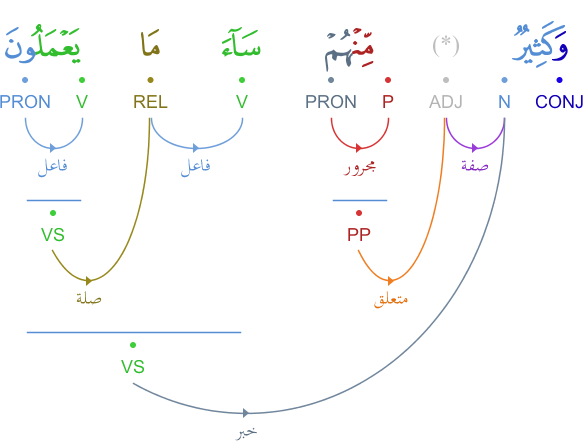 وَكَثِيرٌ (*) مِّنْهُمْ سَآءَ مَا يَعْمَلُونَ
CONJ N ADJ P PRON V REL V PRON
صفة مجرور فاعل فاعل
PP VS
متعلق صلة
VS
خبر